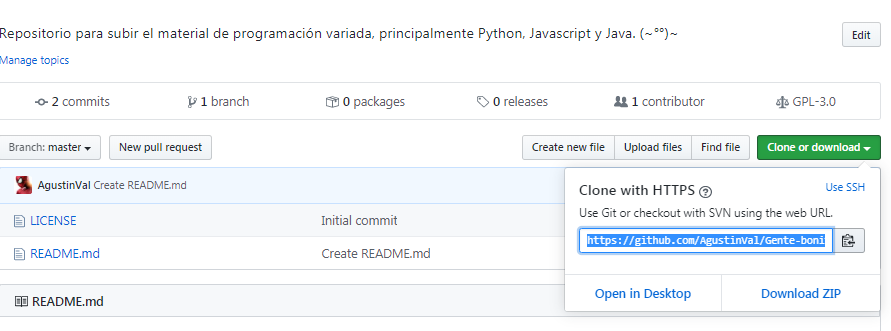 Repositorio para subir el material de programación variada, principalmente Python, Javascript y Java. (~°°)~
Edit
Manage topics
2 commits
1 branch
0 packages
0 releases
1 contributor
GPL-3.0
Branch: master
New pull request
Create new file
Upload files
Find file
Clone or download
AgustinVal Create README.md
LICENSE
Initial commit
README.md
Create README.md
README.md
Clone with HTTPS
Use SSH
Use Git or checkout with SVN using the web URL.
https://github.com/AgustinVal/Gente-boni
Open in Desktop
Download ZIP